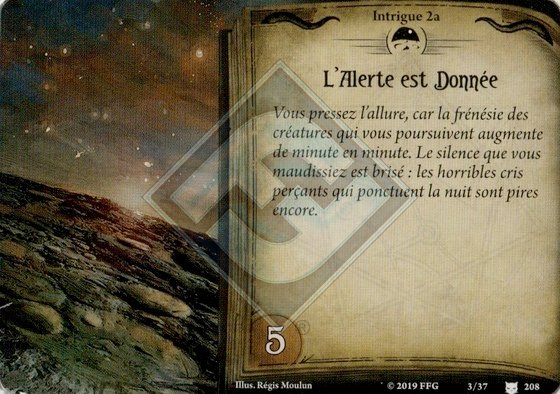 Intrigue 2a
L'Alerte est Donnée
Vous pressez l'allure, car la frénésie des
créatures qui vous poursuivent augmente
de minute en minute. Le silence que vous
maudissiez est brisé : les horribles cris
perçants qui ponctuent la nuit sont pires
encore.
5
Illus. Régis Moulun © 2019 FFG 3/37 208